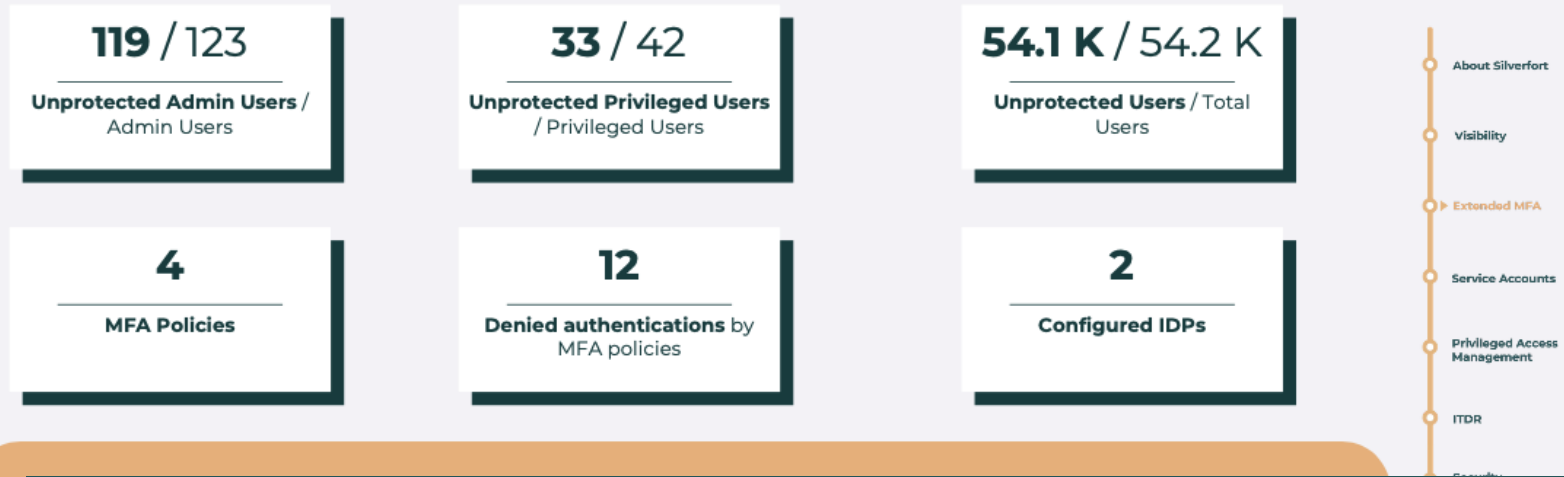 119 / 123
Unprotected Admin Users /
Admin Users
33 / 42
Unprotected Privileged Users
/ Privileged Users
54.1 K / 54.2 K
Unprotected Users / Total
Users
4
MFA Policies
12
Denied authentications by
MFA policies
2
Configured IDPs
About Silverfort
Visibility
Extended MFA
Service Accounts
Privileged Access
Management
ITDR
Security